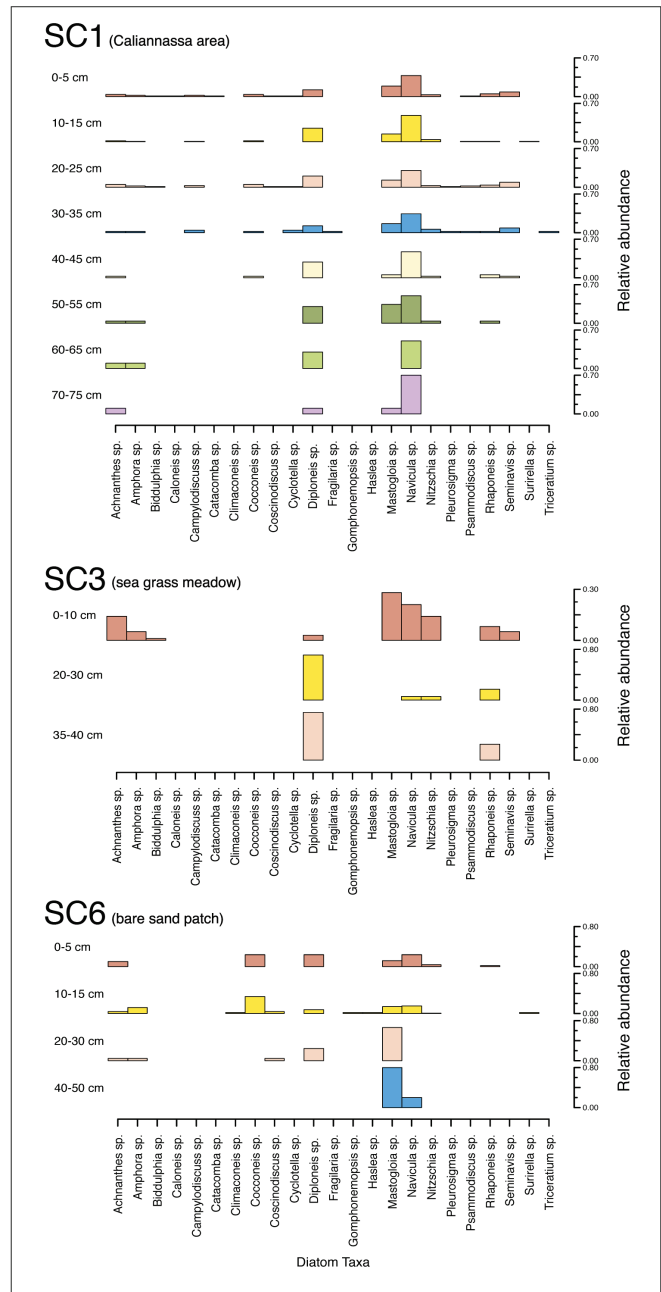 SC1 (Caliannassa area)
0-5 cm
0.70
0.00
10-15 cm
0.70
0.00
20-25 cm
0.70
0.00
30-35 cm
0.70
0.00
40-45 cm
0.70
0.00
50-55 cm
0.70
0.00
60-65 cm
0.70
0.00
70-75 cm
0.70
0.00
Relative abundance
Achnanthes sp.
Amphora sp.
Biddulphia sp.
Caloneis sp.
Campylodiscuss sp.
Catacomba sp.
Climaconeis sp.
Cocconeis sp.
Coscinodiscus sp.
Cyclotella sp.
Diploneis sp.
Fragilaria sp.
Gomphonemopsis sp.
Haslea sp.
Mastogloia sp.
Navicula sp.
Nitzschia sp.
Pleurosigma sp.
Psammodiscus sp.
Rhaponeis sp.
Seminavis sp.
Surirella sp.
Triceratium sp.
SC3 (sea grass meadow)
0-10 cm
0.30
0.00
20-30 cm
0.80
0.00
35-40 cm
0.80
0.00
Relative abundance
Achnanthes sp.
Amphora sp.
Biddulphia sp.
Caloneis sp.
Campylodiscuss sp.
Catacomba sp.
Climaconeis sp.
Cocconeis sp.
Coscinodiscus sp.
Cyclotella sp.
Diploneis sp.
Fragilaria sp.
Gomphonemopsis sp.
Haslea sp.
Mastogloia sp.
Navicula sp.
Nitzschia sp.
Pleurosigma sp.
Psammodiscus sp.
Rhaponeis sp.
Seminavis sp.
Surirella sp.
Triceratium sp.
SC6 (bare sand patch)
0-5 cm
0.80
0.00
10-15 cm
0.80
0.00
20-30 cm
0.80
0.00
40-50 cm
0.80
0.00
Relative abundance
Achnanthes sp.
Amphora sp.
Biddulphia sp.
Caloneis sp.
Campylodiscuss sp.
Catacomba sp.
Climaconeis sp.
Cocconeis sp.
Coscinodiscus sp.
Cyclotella sp.
Diploneis sp.
Fragilaria sp.
Gomphonemopsis sp.
Haslea sp.
Mastogloia sp.
Navicula sp.
Nitzschia sp.
Pleurosigma sp.
Psammodiscus sp.
Rhaponeis sp.
Seminavis sp.
Surirella sp.
Triceratium sp.
Diatom Taxa